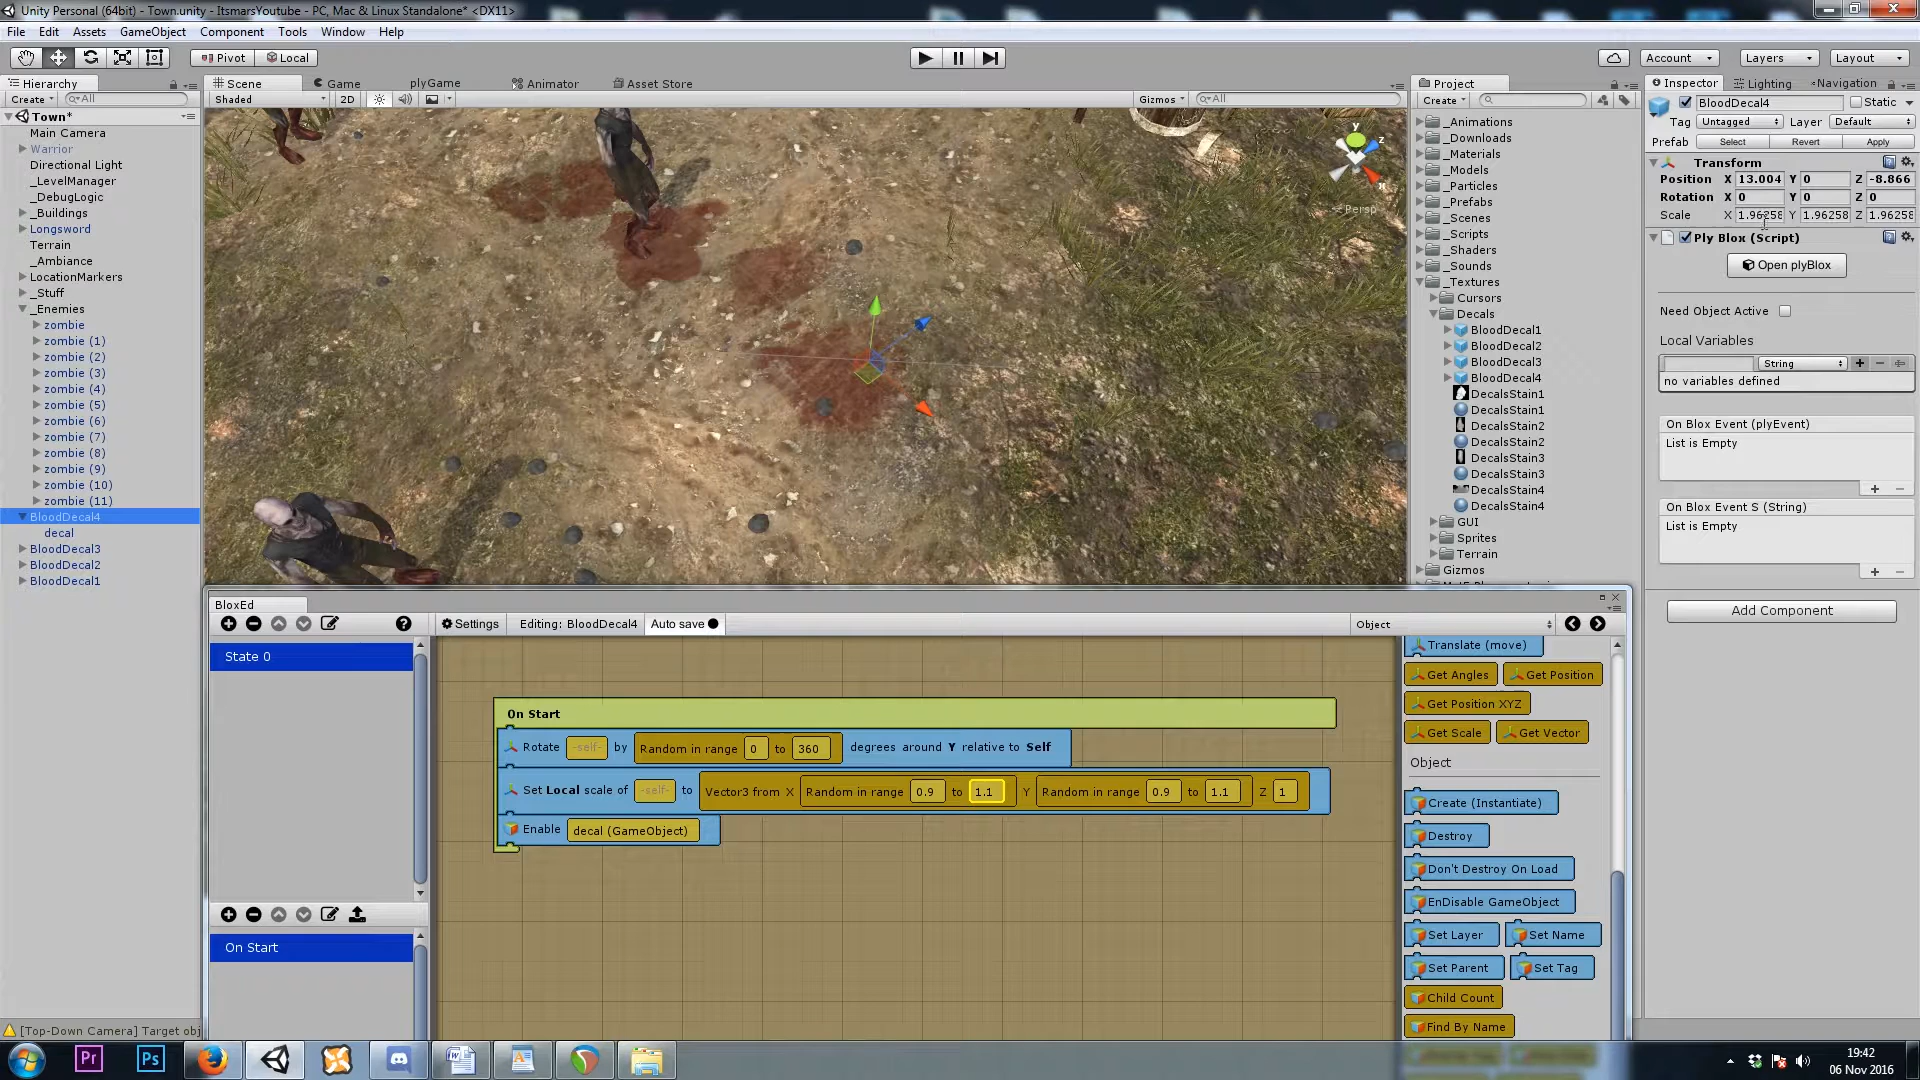 Unity Personal (64bit) - Town.unity - ItsmarsYoutube - PC, Mac & Linux Standalone* <DX11>
File Edit Assets GameObject Component Tools Window Help
Pivot Local
Account Layers Layout
Hierarchy
Scene Game plyGame Animator Asset Store
Project
Inspector Lighting Navigation
Create All
Shaded 2D Gizmos All
Create
BloodDecal4 Static
Tag Untagged Layer Default
Prefab Select Revert Apply
Transform
Position X 13.004 Y 0 Z -8.866
Rotation X 0 Y 0 Z 0
Scale X 1.96258 Y 1.96258 Z 1.96258
Ply Blox (Script)
Open plyBlox
Need Object Active
Local Variables
String
no variables defined
On Blox Event (plyEvent)
List is Empty
On Blox Event S (String)
List is Empty
Add Component
Town*
Main Camera
Warrior
Directional Light
_LevelManager
_DebugLogic
_Buildings
Longsword
Terrain
_Ambiance
LocationMarkers
_Stuff
_Enemies
zombie
zombie (1)
zombie (2)
zombie (3)
zombie (4)
zombie (5)
zombie (6)
zombie (7)
zombie (8)
zombie (9)
zombie (10)
zombie (11)
BloodDecal4
decal
BloodDecal3
BloodDecal2
BloodDecal1
y
z
x
Persp
_Animations
_Downloads
_Materials
_Models
_Particles
_Prefabs
_Scenes
_Scripts
_Shaders
_Sounds
_Textures
Cursors
Decals
BloodDecal1
BloodDecal2
BloodDecal3
BloodDecal4
DecalsStain1
DecalsStain1
DecalsStain2
DecalsStain2
DecalsStain3
DecalsStain3
DecalsStain4
DecalsStain4
GUI
Sprites
Terrain
Gizmos
BloxEd
Settings Editing: BloodDecal4 Auto save Object
State 0
On Start
On Start
Rotate -self- by Random in range 0 to 360 degrees around Y relative to Self
Set Local scale of -self- to Vector3 from X Random in range 0.9 to 1.1 Y Random in range 0.9 to 1.1 Z 1
Enable decal (GameObject)
Translate (move)
Get Angles Get Position
Get Position XYZ
Get Scale Get Vector
Object
Create (Instantiate)
Destroy
Don't Destroy On Load
EnDisable GameObject
Set Layer Set Name
Set Parent Set Tag
Child Count
Find By Name
[Top-Down Camera] Target obj
Pr Ps
19:42
06 Nov 2016